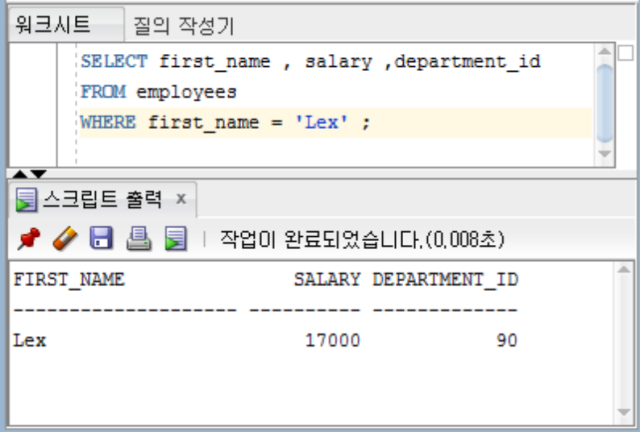 워크시트 질의 작성기
SELECT first_name , salary ,department_id
FROM employees
WHERE first_name = 'Lex' ;
스크립트 출력 x
작업이 완료되었습니다.(0,008초)
FIRST_NAME SALARY DEPARTMENT_ID
-------------------- ---------- -------------
Lex 17000 90